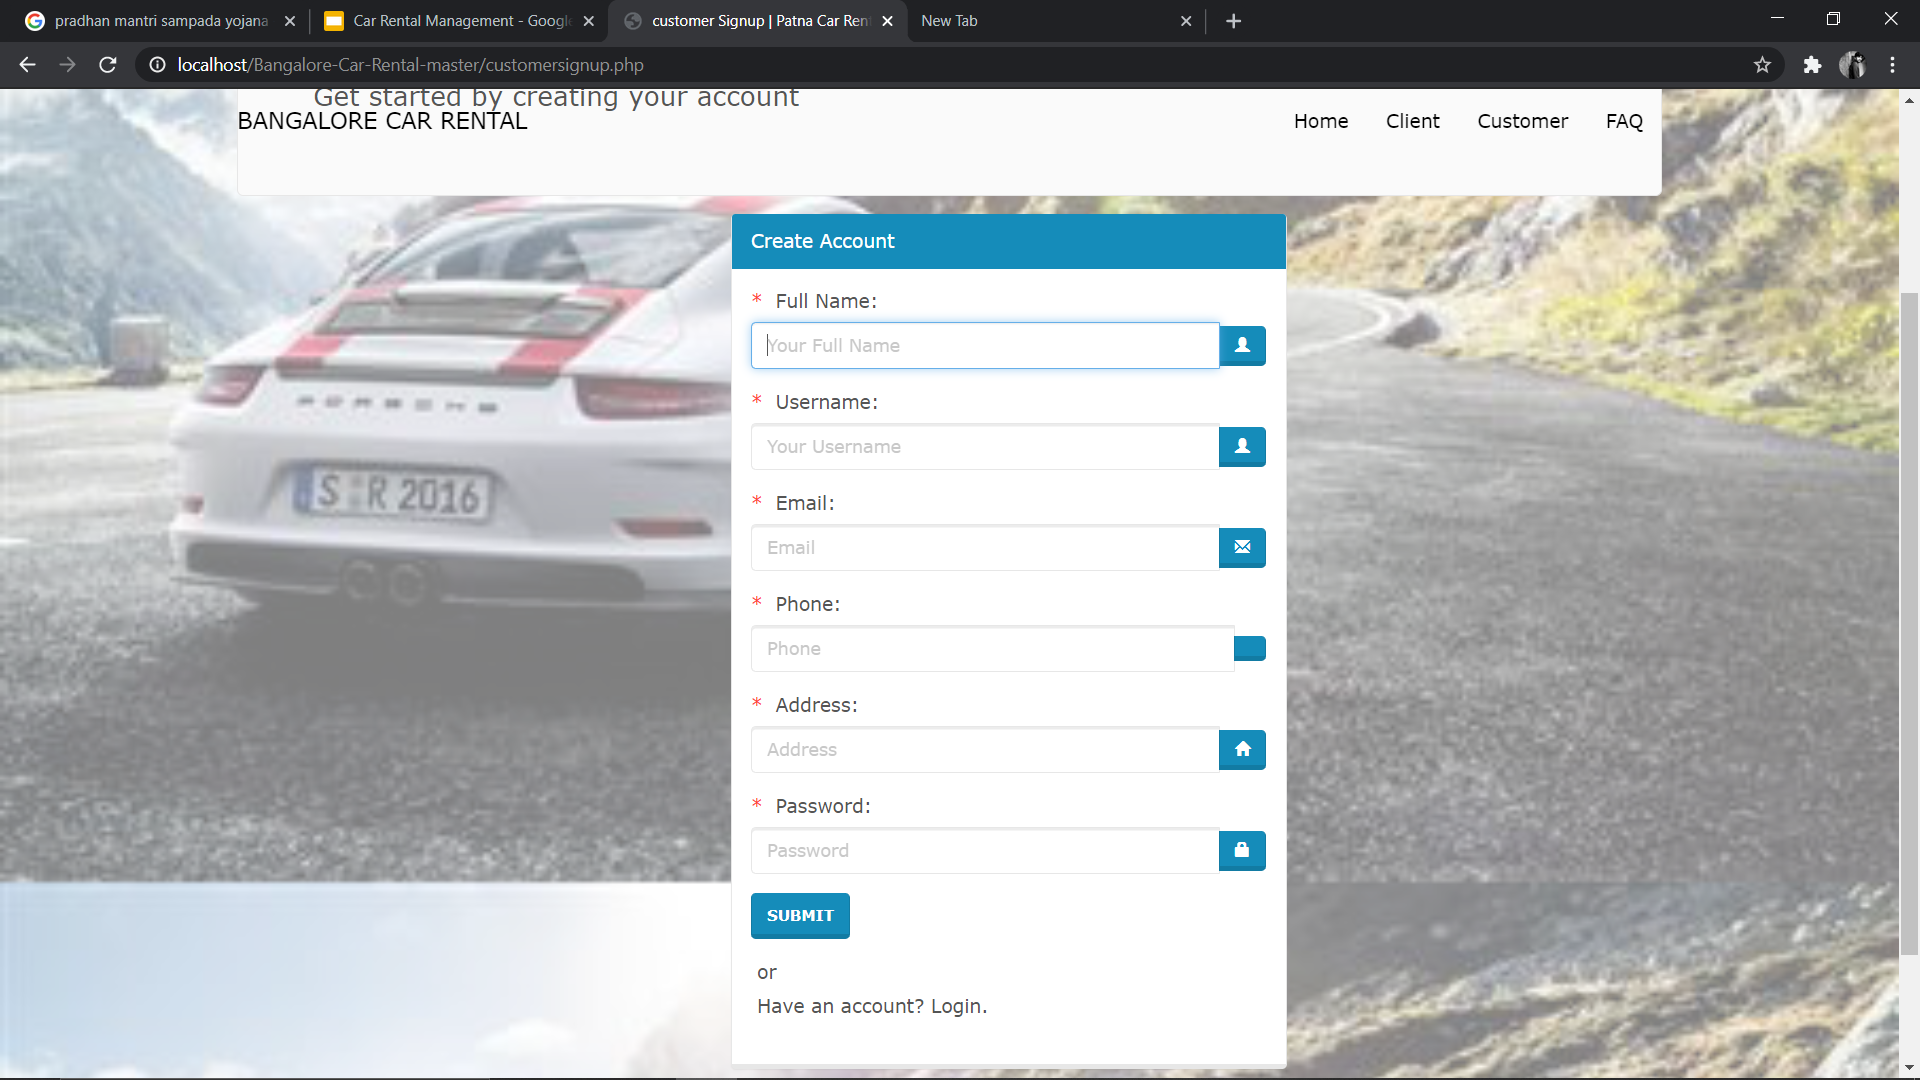 pradhan mantri sampada yojana
Car Rental Management - Google
customer Signup | Patna Car Ren
New Tab
localhost/Bangalore-Car-Rental-master/customersignup.php
Get started by creating your account
BANGALORE CAR RENTAL
Home Client Customer FAQ
Create Account
* Full Name:
Your Full Name
* Username:
Your Username
PORSCHE
* Email:
S R 2016
Email
* Phone:
Phone
* Address:
Address
* Password:
Password
SUBMIT
or
Have an account? Login.